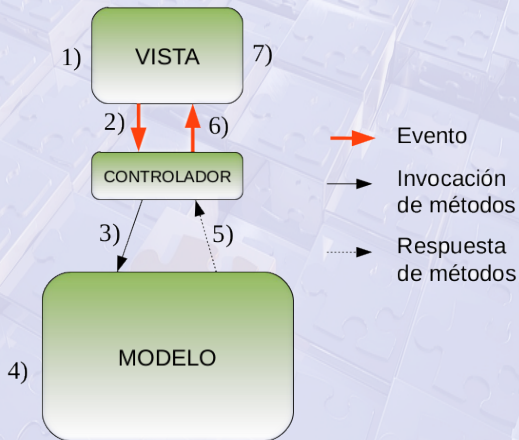 1)
VISTA
7)
2)
6)
CONTROLADOR
3)
5)
4)
MODELO
Evento
Invocación
de métodos
Respuesta
de métodos